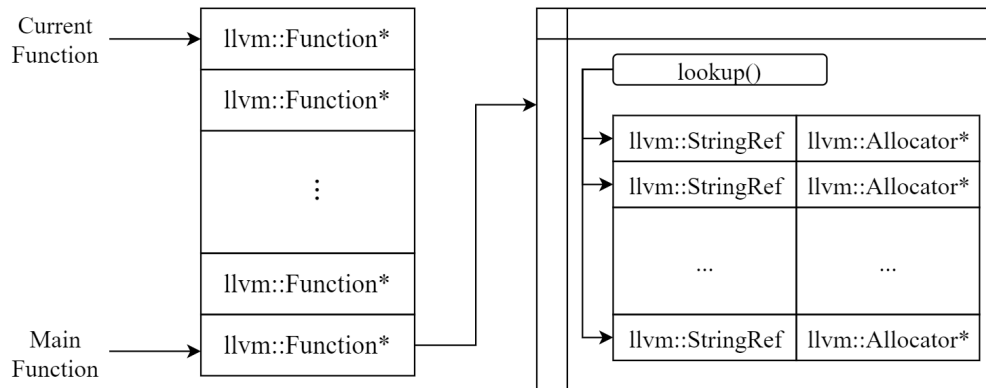 Current
Function
llvm::Function*
llvm::Function*
⋮
llvm::Function*
Main
Function
llvm::Function*
lookup()
llvm::StringRef llvm::Allocator*
llvm::StringRef llvm::Allocator*
... ...
llvm::StringRef llvm::Allocator*